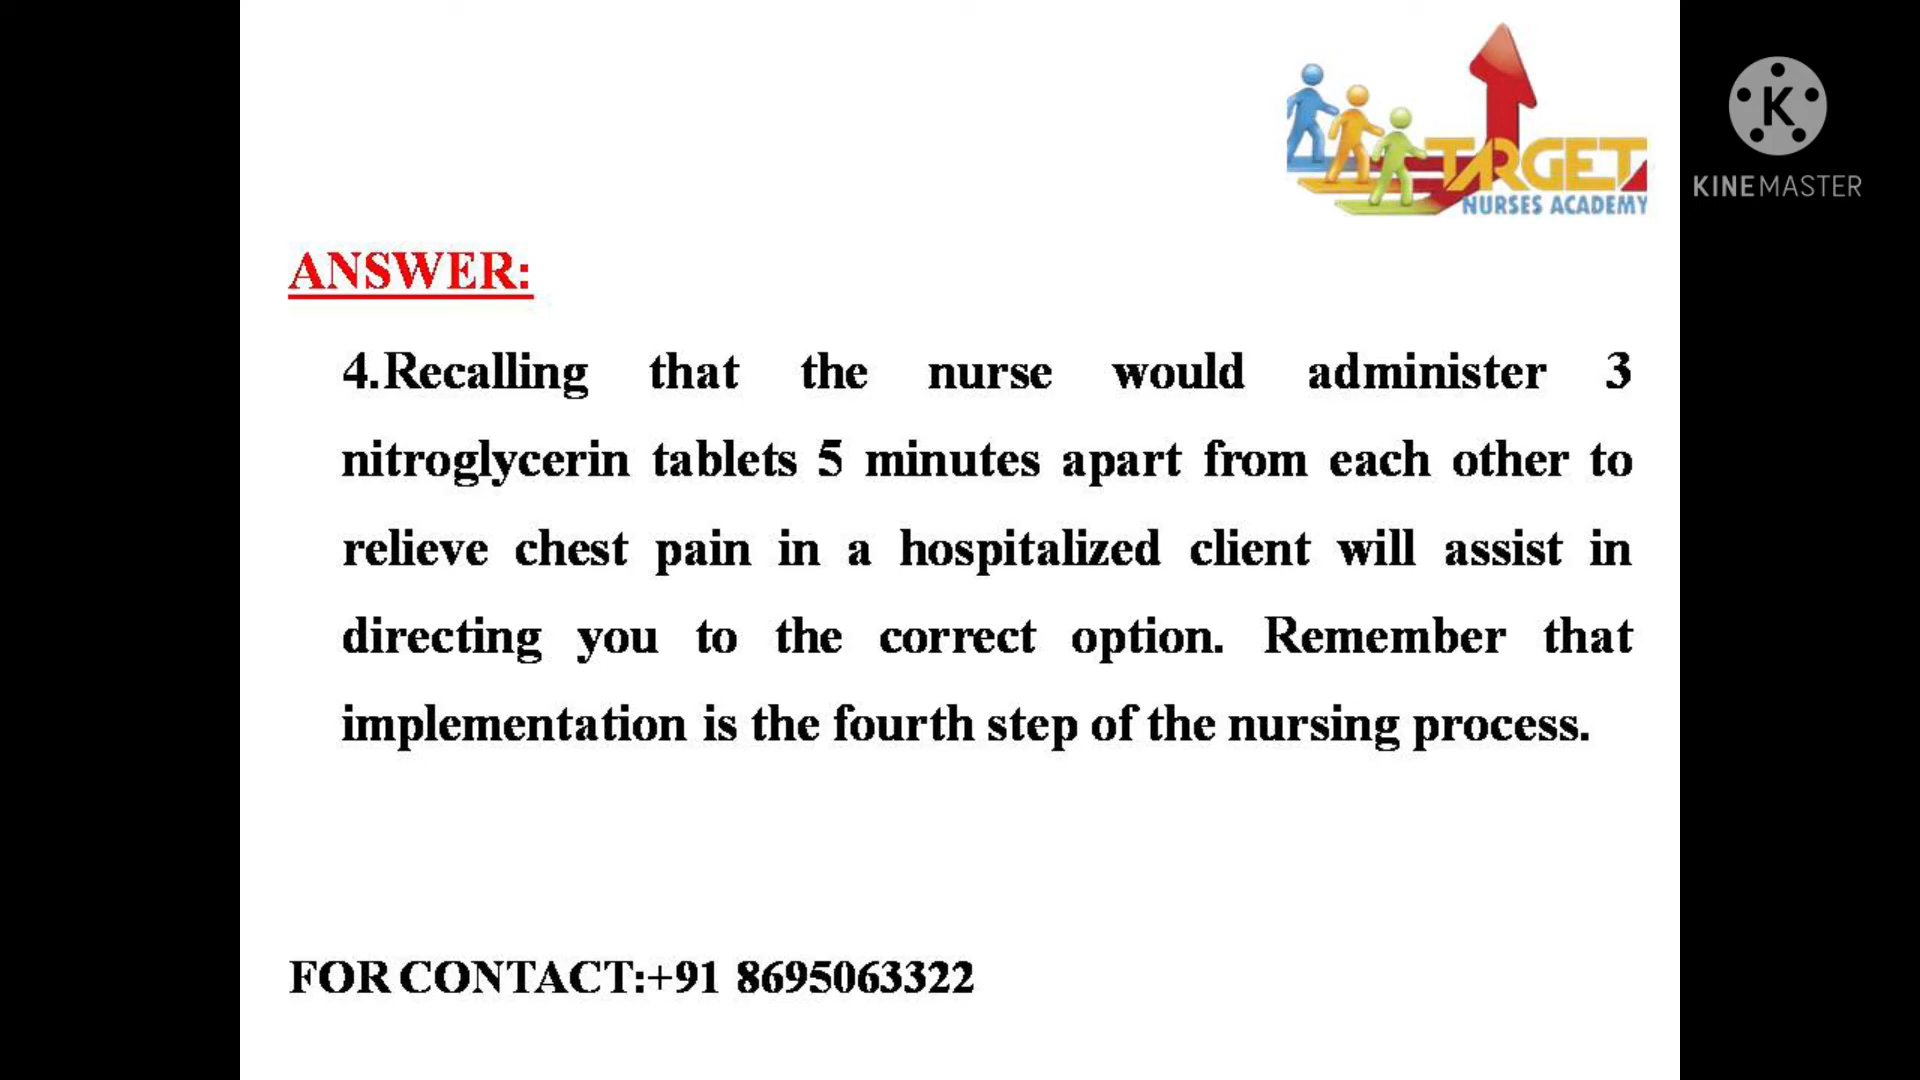 TARGET
NURSES ACADEMY
K
KINEMASTER
ANSWER:
4.Recalling that the nurse would administer 3
nitroglycerin tablets 5 minutes apart from each other to
relieve chest pain in a hospitalized client will assist in
directing you to the correct option. Remember that
implementation is the fourth step of the nursing process.
FOR CONTACT:+91 8695063322